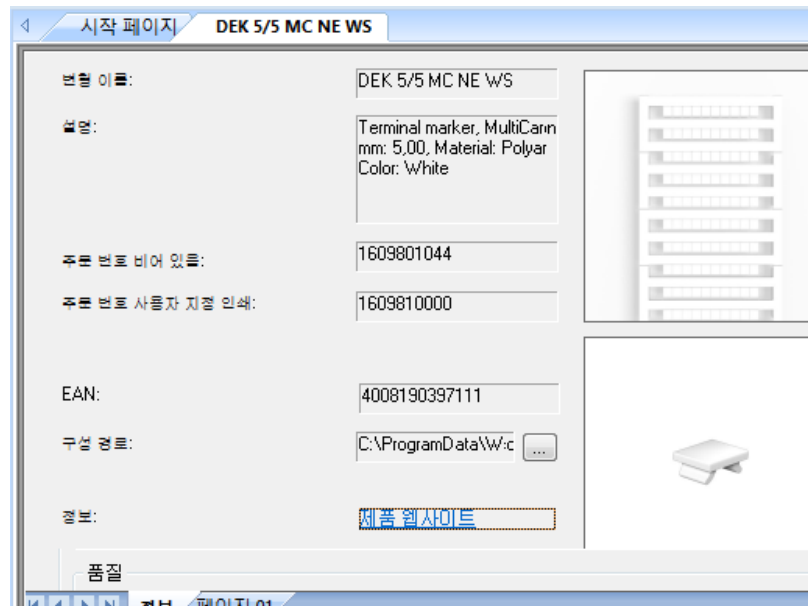 시작 페이지 DEK 5/5 MC NE WS
변형 이름: DEK 5/5 MC NE WS
설명: Terminal marker, MultiCar
mm: 5,00, Material: Polyar
Color: White
주문 번호 비어 있음: 1609801044
주문 번호 사용자 지정 인쇄: 1609810000
EAN: 4008190397111
구성 경로: C:\ProgramData\W ...
정보: 제품 웹사이트
품질
정보 페이지 01